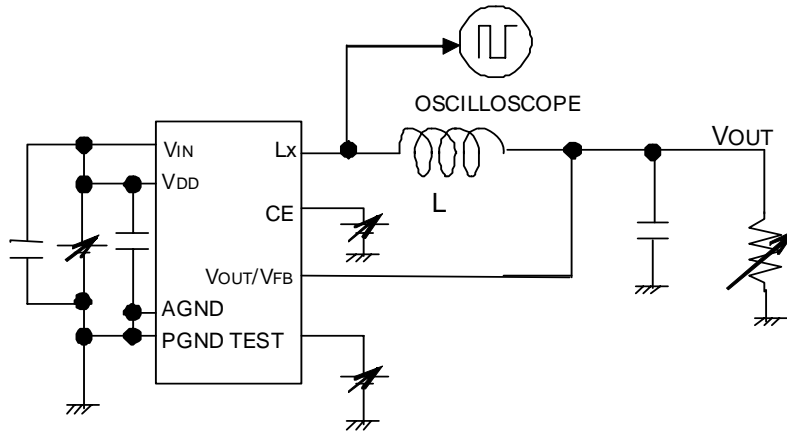 OSCILLOSCOPE
VIN
LX
VOUT
VDD
L
CE
VOUT/VFB
AGND
PGND TEST